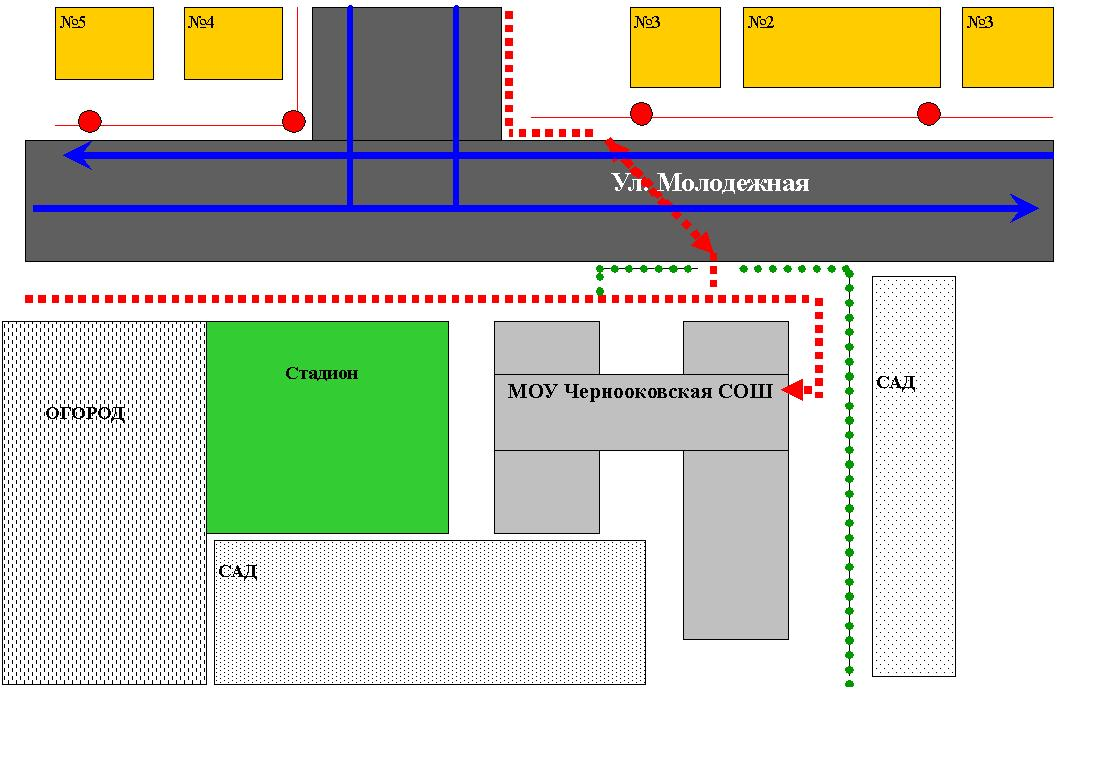 №5
№4
№3
№2
№3
Ул. Молодежная
Стадион
МОУ Чернооковская СОШ
САД
ОГОРОД
САД